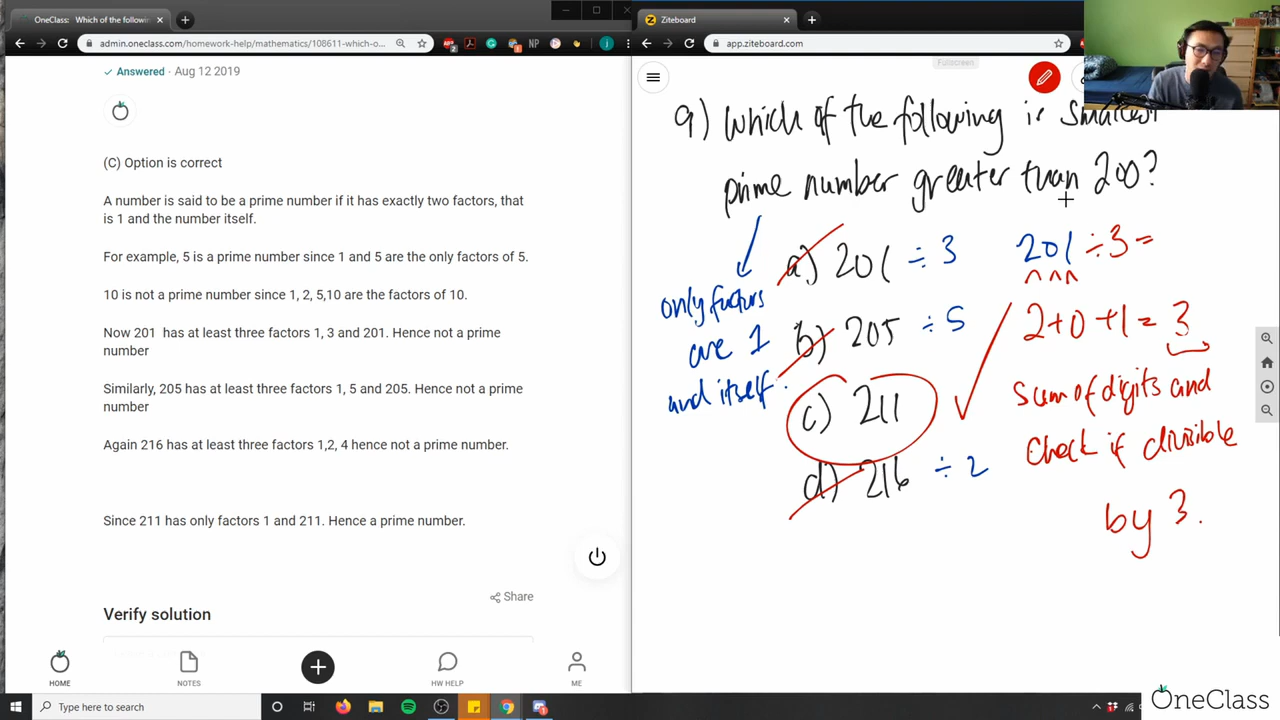 OneClass: Which of the followin
admin.oneclass.com/homework-help/mathematics/108611-which-o...
Answered - Aug 12 2019
(C) Option is correct
A number is said to be a prime number if it has exactly two factors, that
is 1 and the number itself.
For example, 5 is a prime number since 1 and 5 are the only factors of 5.
10 is not a prime number since 1, 2, 5,10 are the factors of 10.
Now 201 has at least three factors 1, 3 and 201. Hence not a prime
number
Similarly, 205 has at least three factors 1, 5 and 205. Hence not a prime
number
Again 216 has at least three factors 1,2, 4 hence not a prime number.
Since 211 has only factors 1 and 211. Hence a prime number.
Share
Verify solution
HOME
NOTES
HW HELP
ME
Type here to search
Ziteboard
app.ziteboard.com
Fullscreen
9) Which of the following is smallest
prime number greater than 200?
a) 201 ÷ 3
201 ÷ 3 =
only factors
are 1
and itself.
b) 205 ÷ 5
2+0+1= 3
c) 211
sum of digits and
check if divisible
by 3.
d) 216 ÷ 2
OneClass